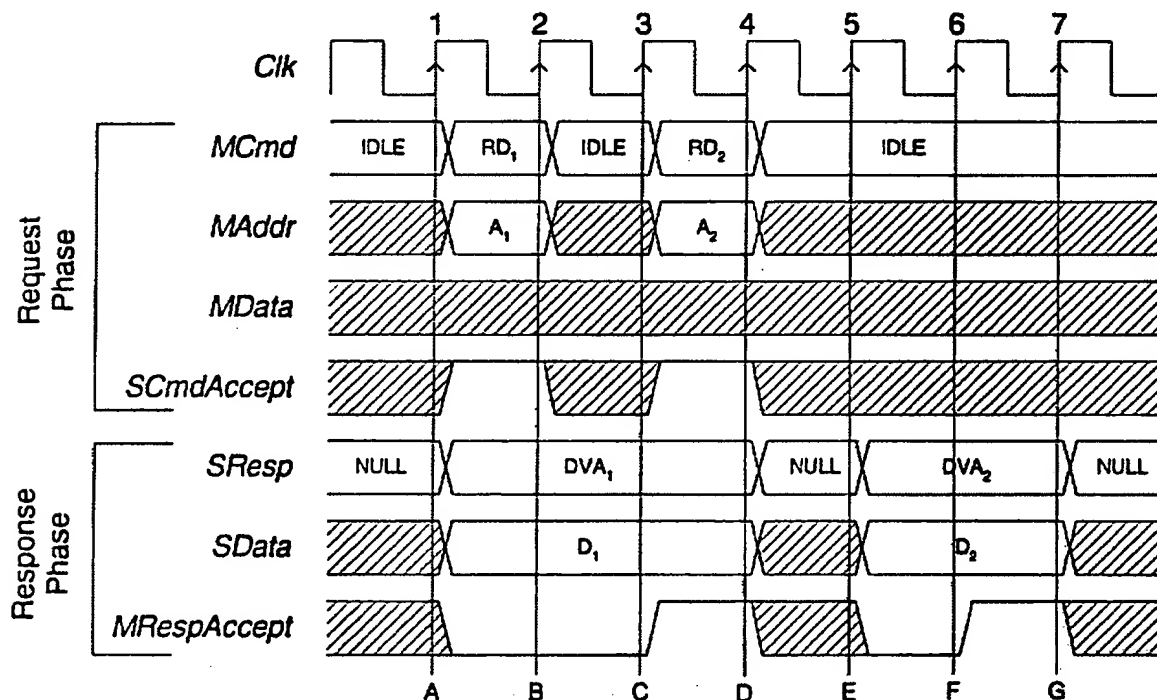 1 2 3 4 5 6 7
Clk
Request Phase
MCmd IDLE RD₁ IDLE RD₂ IDLE
MAddr A₁ A₂
MData
SCmdAccept
Response Phase
SResp NULL DVA₁ NULL DVA₂ NULL
SData D₁ D₂
MRespAccept
A B C D E F G